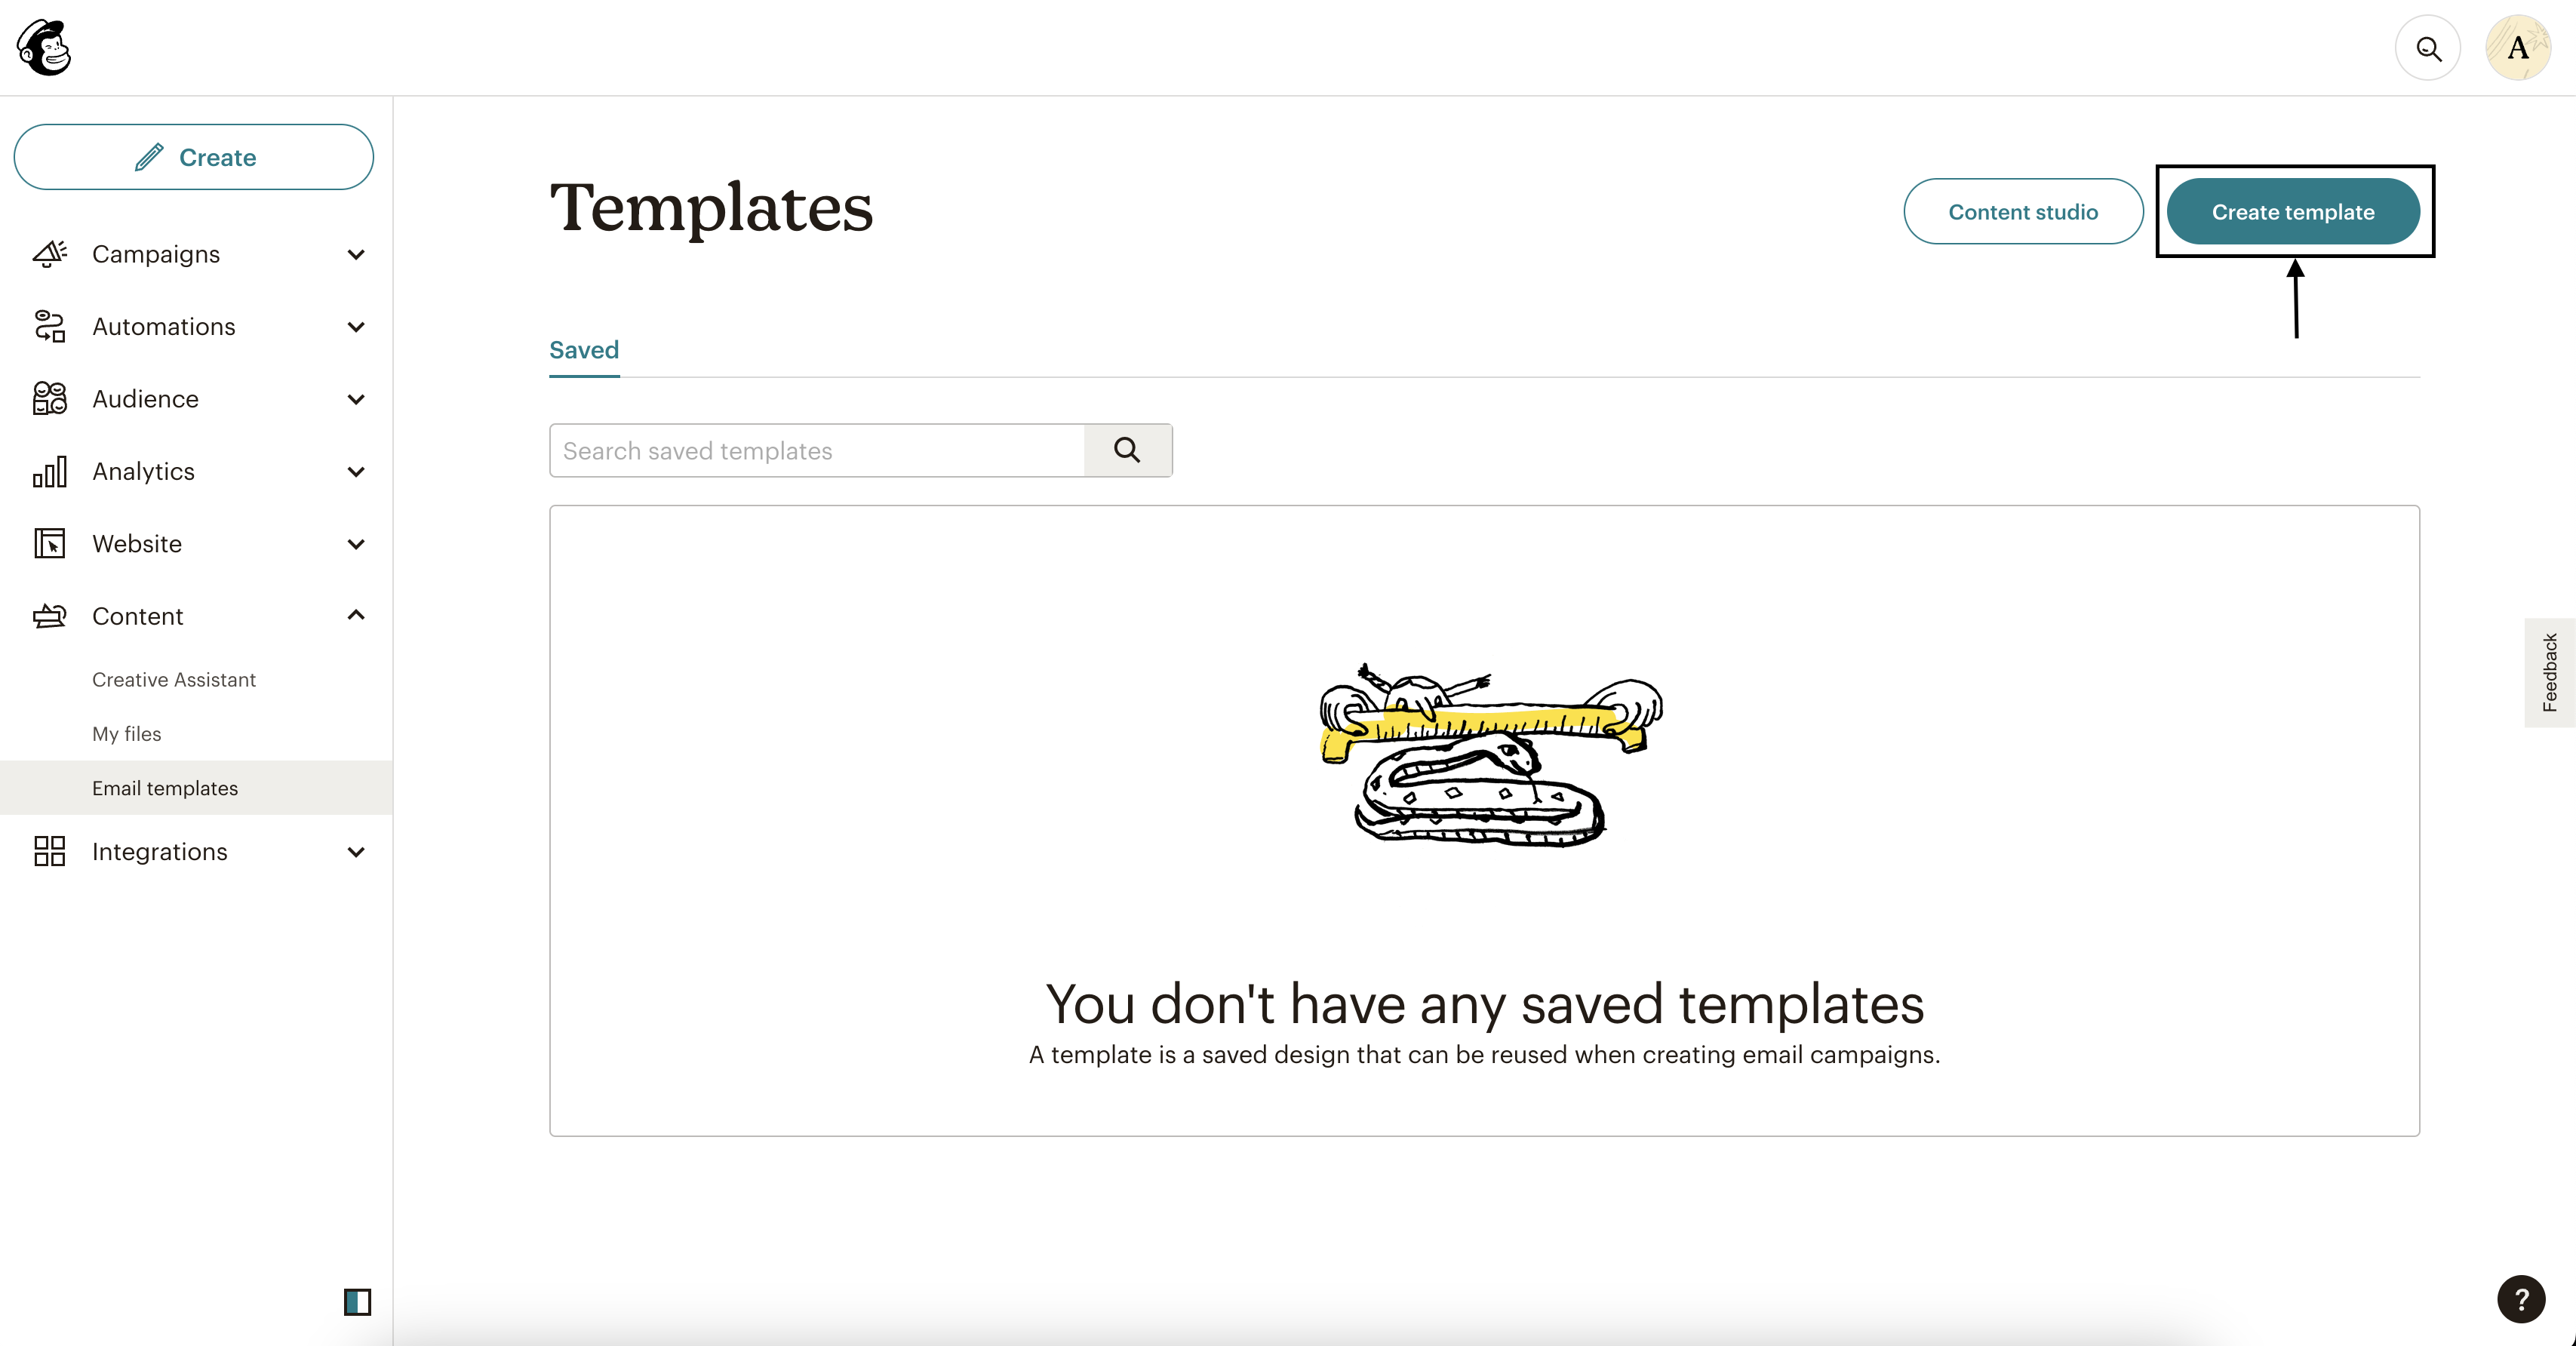 A
Create
Templates
Content studio
Create template
Campaigns
Automations
Saved
Audience
Search saved templates
Analytics
Website
Content
Creative Assistant
My files
Email templates
Integrations
Feedback
You don't have any saved templates
A template is a saved design that can be reused when creating email campaigns.
?